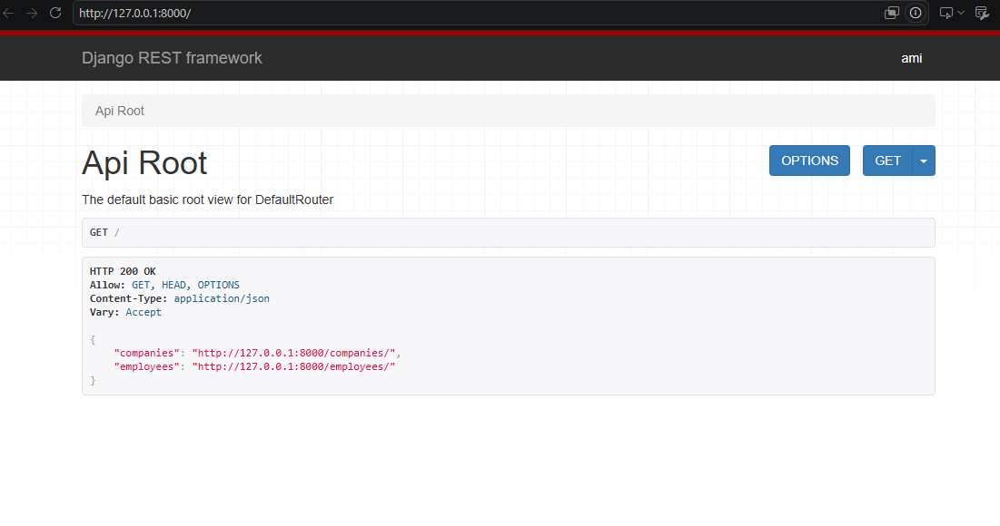 http://127.0.0.1:8000/
Django REST framework
ami
Api Root
Api Root
OPTIONS
GET
The default basic root view for DefaultRouter
GET /
HTTP 200 OK
Allow: GET, HEAD, OPTIONS
Content-Type: application/json
Vary: Accept
{
    "companies": "http://127.0.0.1:8000/companies/",
    "employees": "http://127.0.0.1:8000/employees/"
}